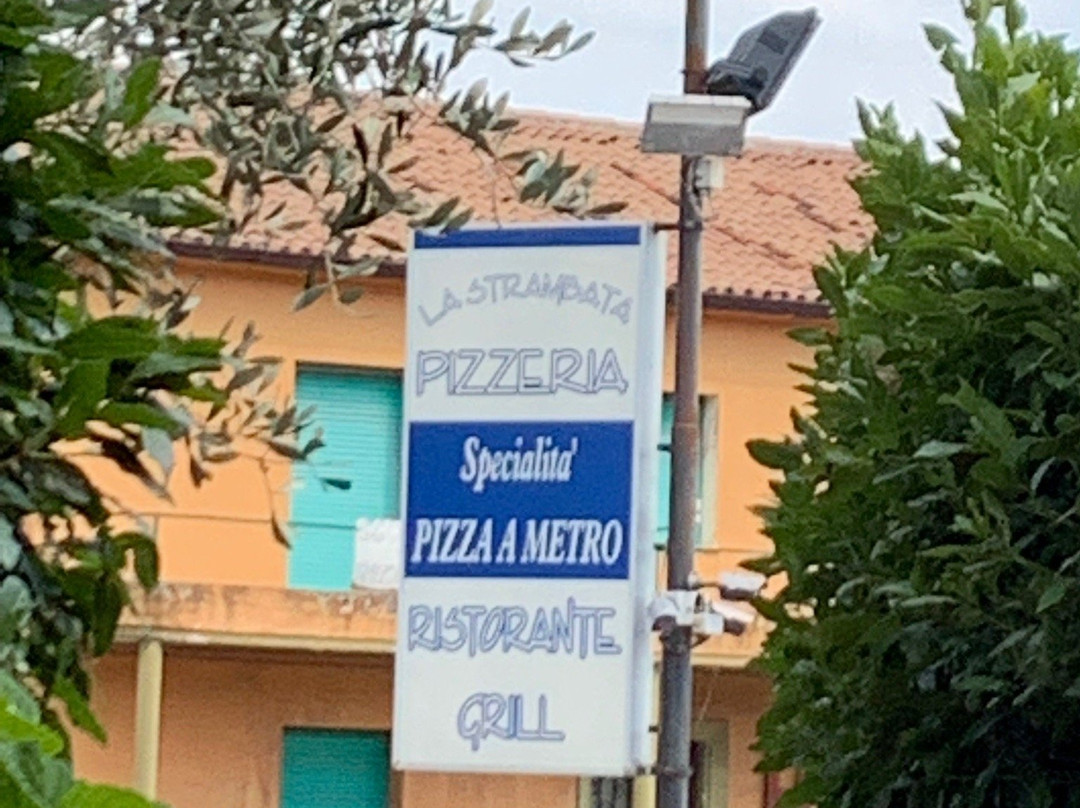 LA STRAMBATA
PIZZERIA
Specialita'
PIZZA A METRO
RISTORANTE
GRILL